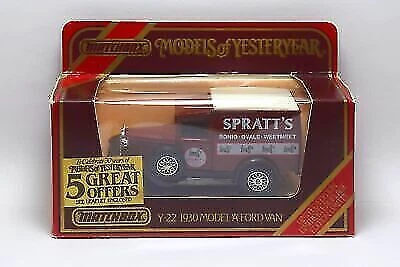 MATCHBOX
MODELS of YESTERYEAR
SPRATT'S
BONIO · OVALS · WEETMEET
To Celebrate 30 years of
MODELS OF YESTERYEAR
5 GREAT
OFFERS
SEE LEAFLET ENCLOSED
MATCHBOX
Y-22 1930 MODEL 'A' FORD VAN